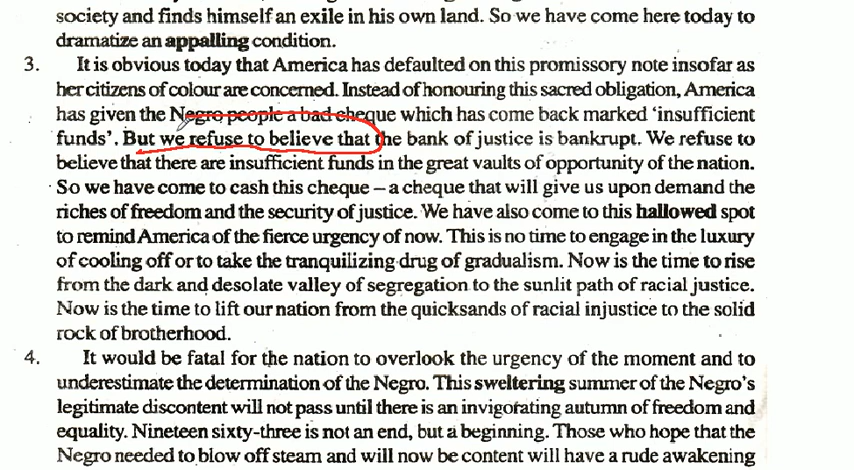 society and finds himself an exile in his own land. So we have come here today to
dramatize an appalling condition.
3. It is obvious today that America has defaulted on this promissory note insofar as
her citizens of colour are concerned. Instead of honouring this sacred obligation, America
has given the Negro people a bad cheque which has come back marked ‘insufficient
funds’. But we refuse to believe that the bank of justice is bankrupt. We refuse to
believe that there are insufficient funds in the great vaults of opportunity of the nation.
So we have come to cash this cheque – a cheque that will give us upon demand the
riches of freedom and the security of justice. We have also come to this hallowed spot
to remind America of the fierce urgency of now. This is no time to engage in the luxury
of cooling off or to take the tranquilizing drug of gradualism. Now is the time to rise
from the dark and desolate valley of segregation to the sunlit path of racial justice.
Now is the time to lift our nation from the quicksands of racial injustice to the solid
rock of brotherhood.
4. It would be fatal for the nation to overlook the urgency of the moment and to
underestimate the determination of the Negro. This sweltering summer of the Negro’s
legitimate discontent will not pass until there is an invigorating autumn of freedom and
equality. Nineteen sixty-three is not an end, but a beginning. Those who hope that the
Negro needed to blow off steam and will now be content will have a rude awakening